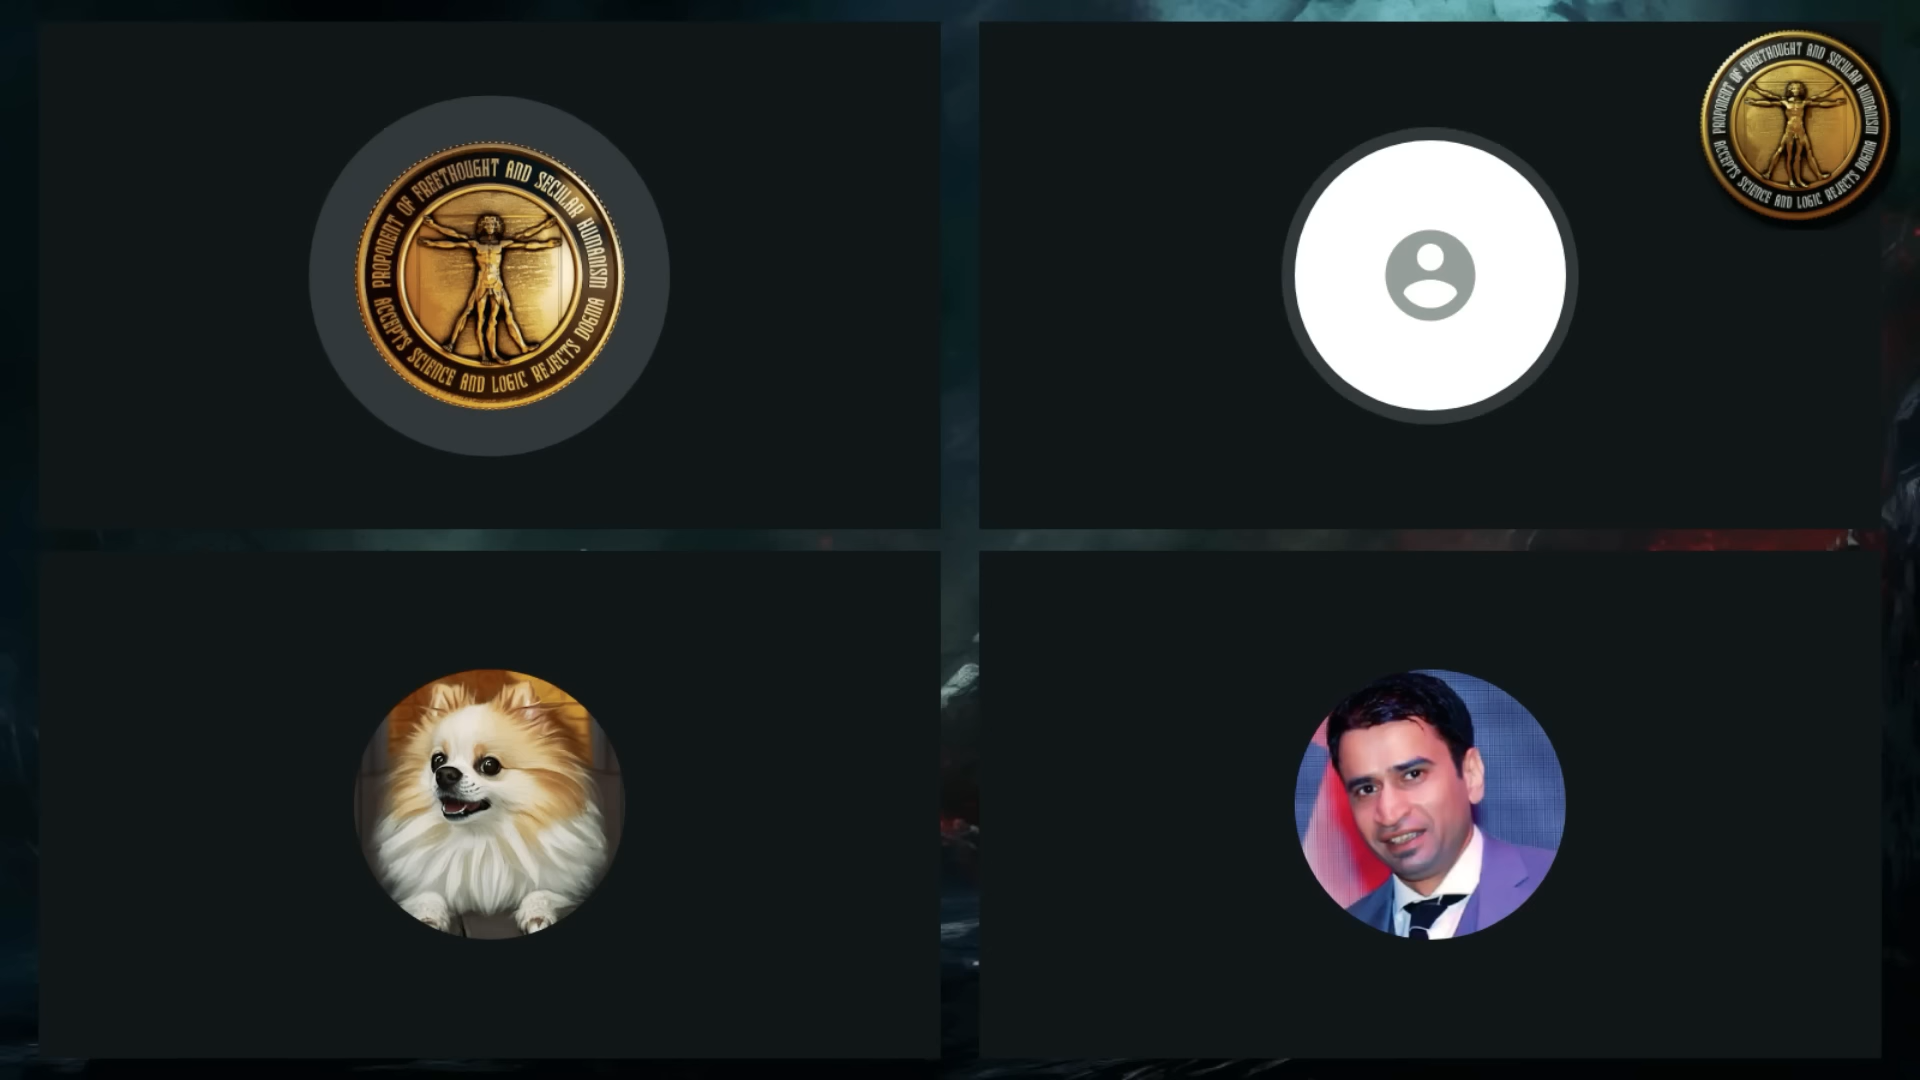 PROPONENT OF FREETHOUGHT AND SECULAR HUMANISM
ACCEPTS SCIENCE AND LOGIC REJECTS DOGMA
PROPONENT OF FREETHOUGHT AND SECULAR HUMANISM
ACCEPTS SCIENCE AND LOGIC REJECTS DOGMA